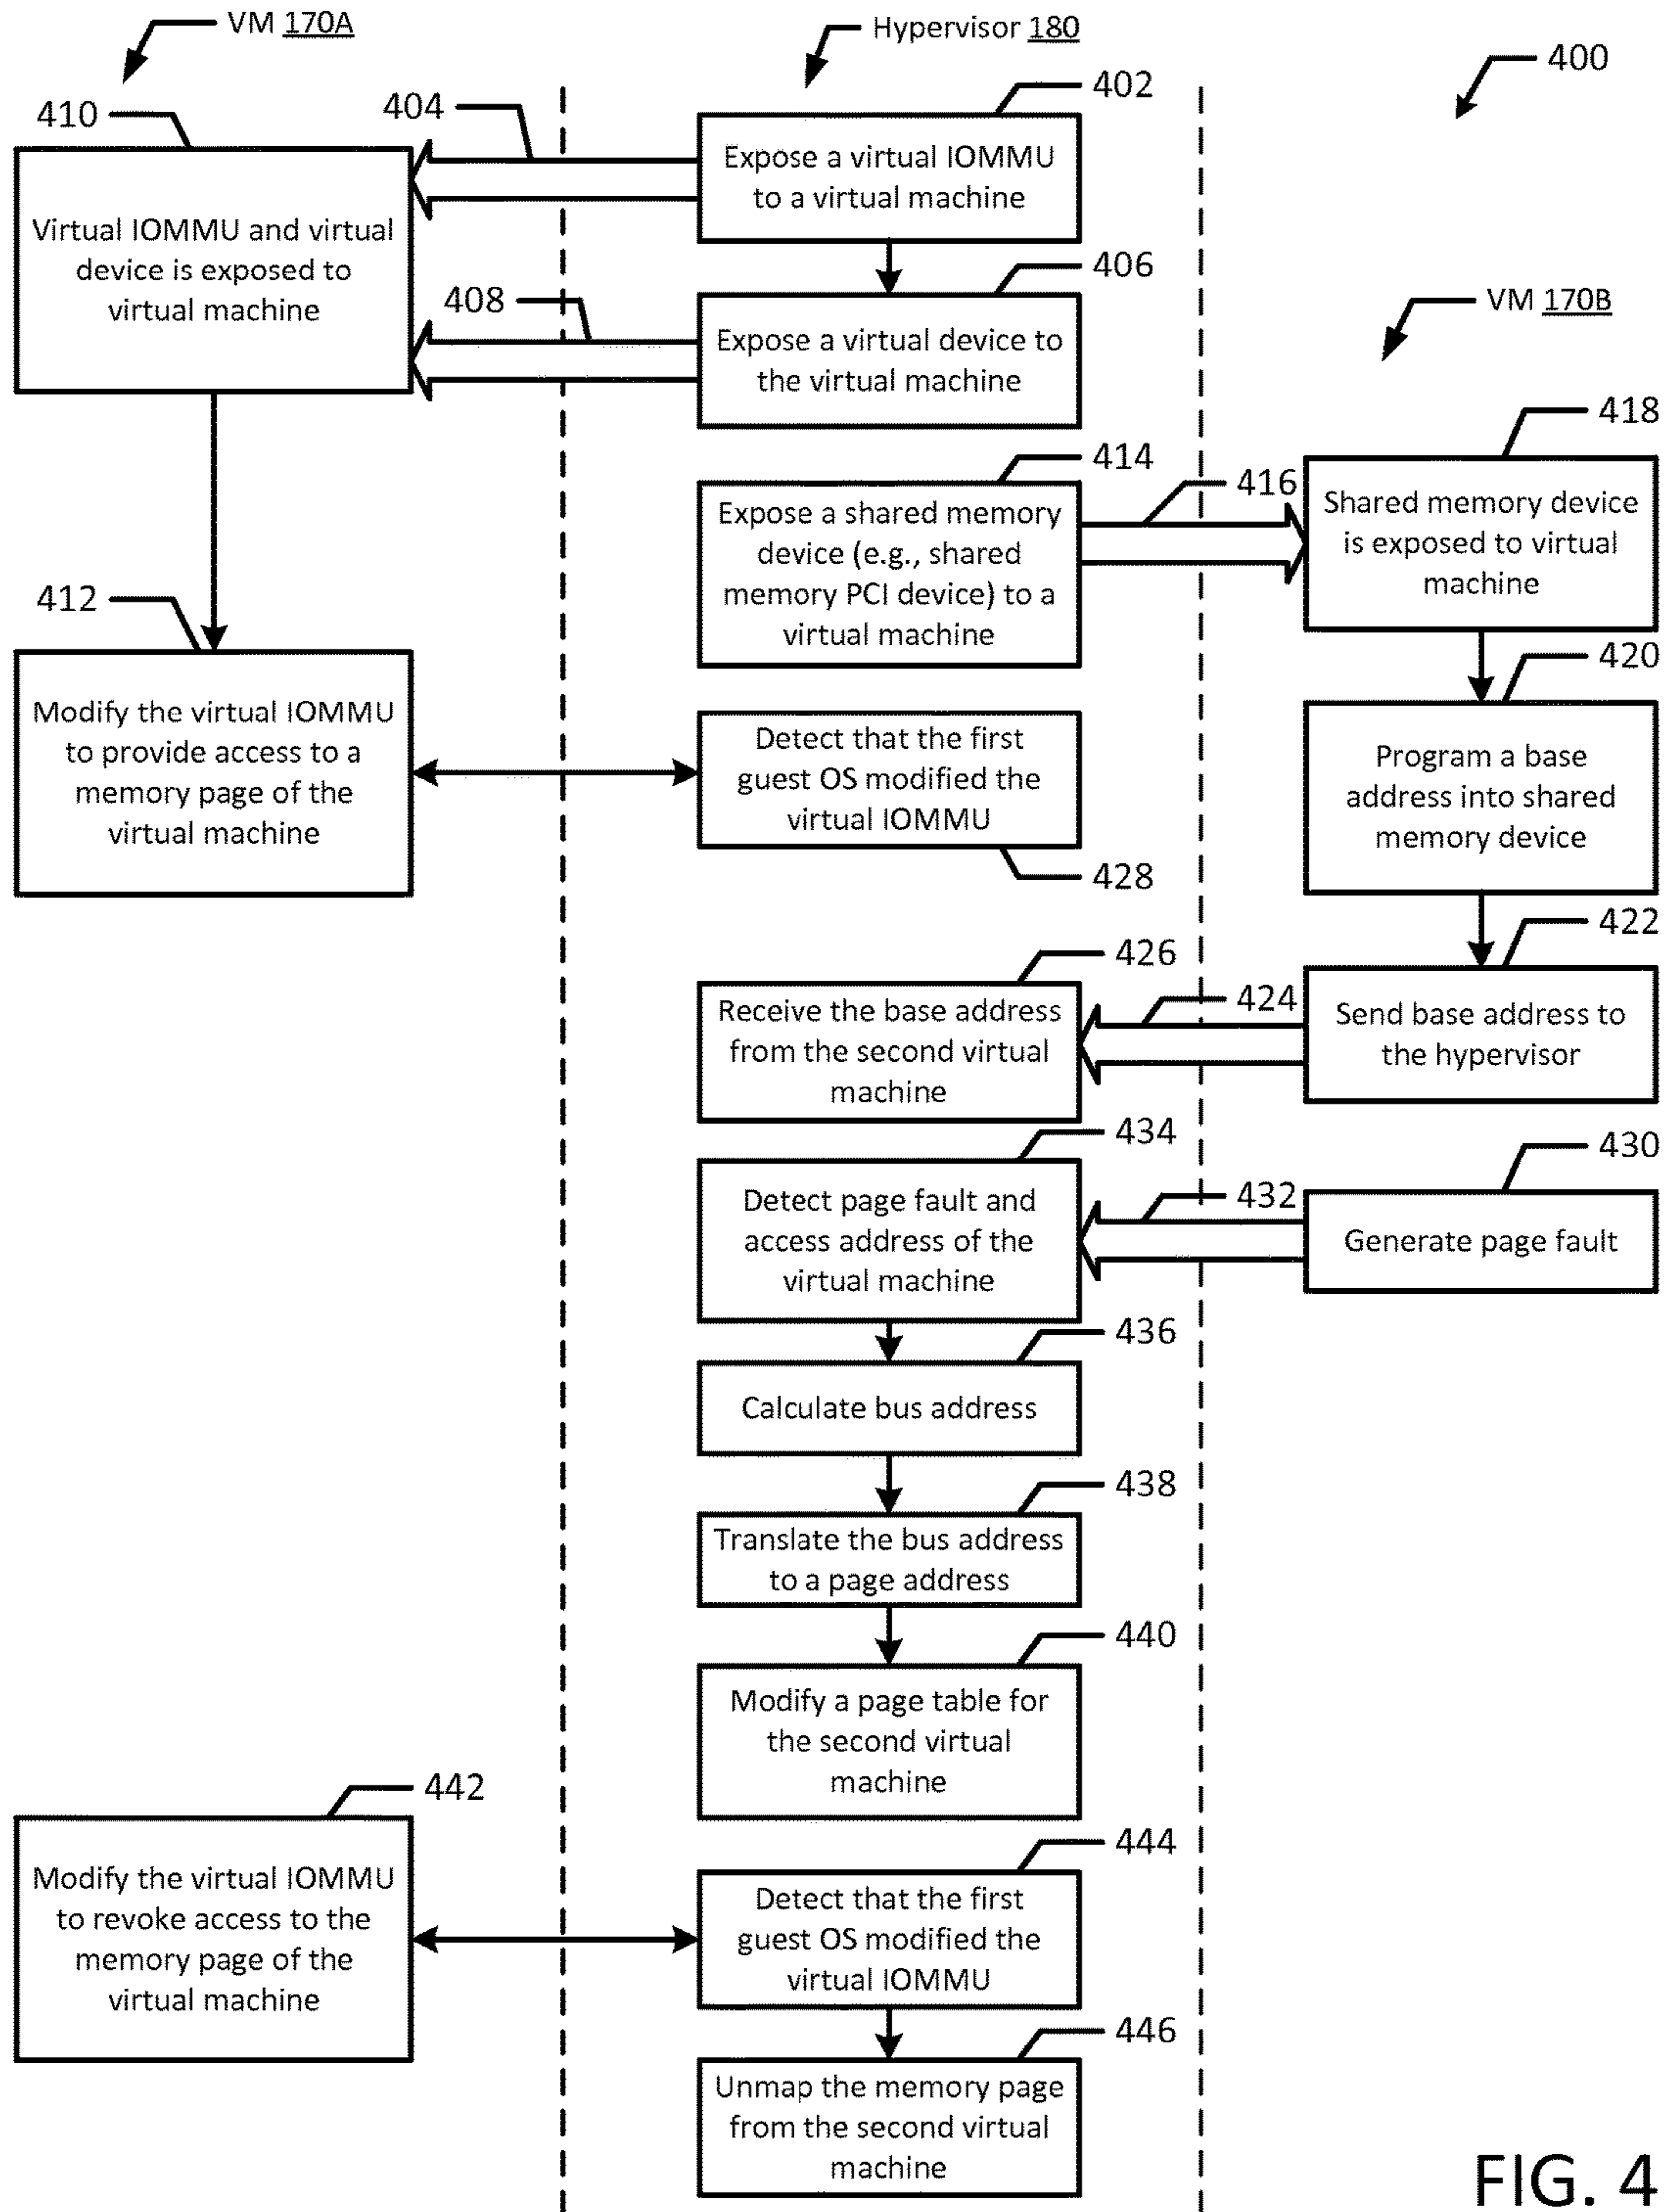 VM 170A
Hypervisor 180
400
402
404
410
Expose a virtual IOMMU
to a virtual machine
Virtual IOMMU and virtual
device is exposed to
virtual machine
406
408
Expose a virtual device to
the virtual machine
VM 170B
414
416
418
Expose a shared memory
device (e.g., shared
memory PCI device) to a
virtual machine
Shared memory device
is exposed to virtual
machine
412
420
Modify the virtual IOMMU
to provide access to a
memory page of the
virtual machine
Detect that the first
guest OS modified the
virtual IOMMU
428
Program a base
address into shared
memory device
422
426
424
Receive the base address
from the second virtual
machine
Send base address to
the hypervisor
434
430
432
Detect page fault and
access address of the
virtual machine
Generate page fault
436
Calculate bus address
438
Translate the bus address
to a page address
440
Modify a page table for
the second virtual
machine
442
444
Modify the virtual IOMMU
to revoke access to the
memory page of the
virtual machine
Detect that the first
guest OS modified the
virtual IOMMU
446
Unmap the memory page
from the second virtual
machine
FIG. 4